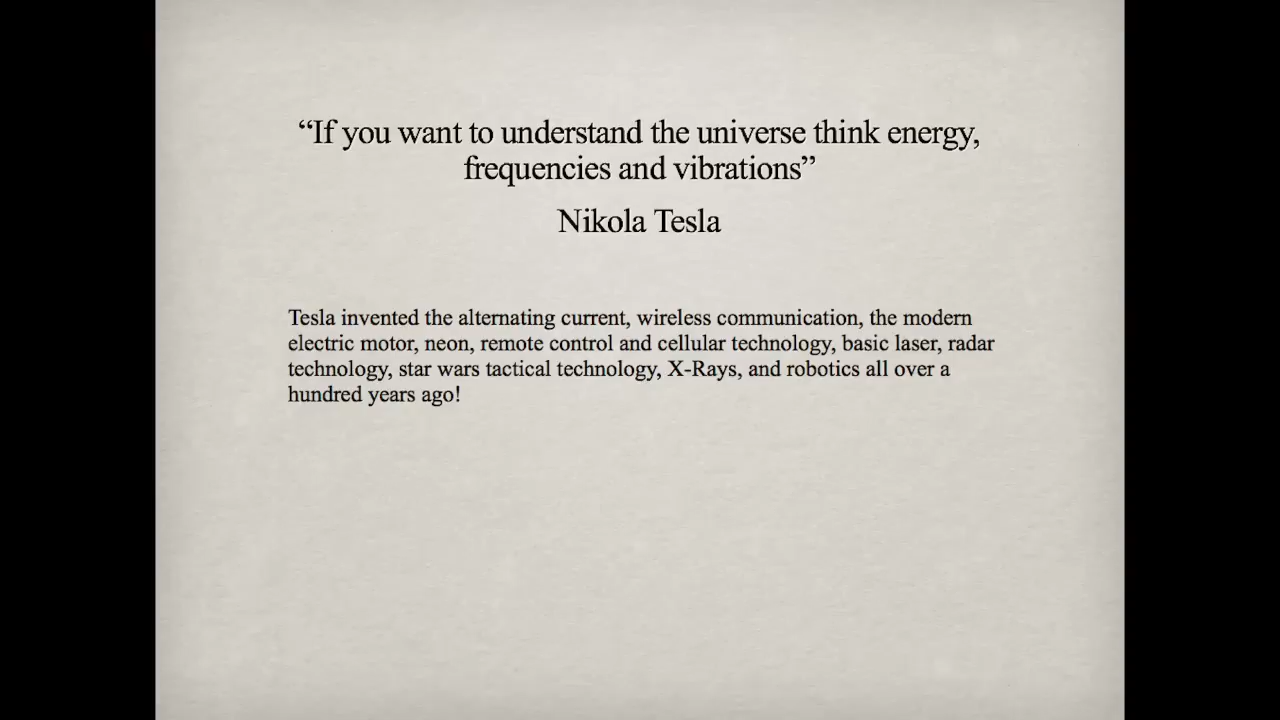 “If you want to understand the universe think energy,
frequencies and vibrations”
Nikola Tesla
Tesla invented the alternating current, wireless communication, the modern
electric motor, neon, remote control and cellular technology, basic laser, radar
technology, star wars tactical technology, X-Rays, and robotics all over a
hundred years ago!